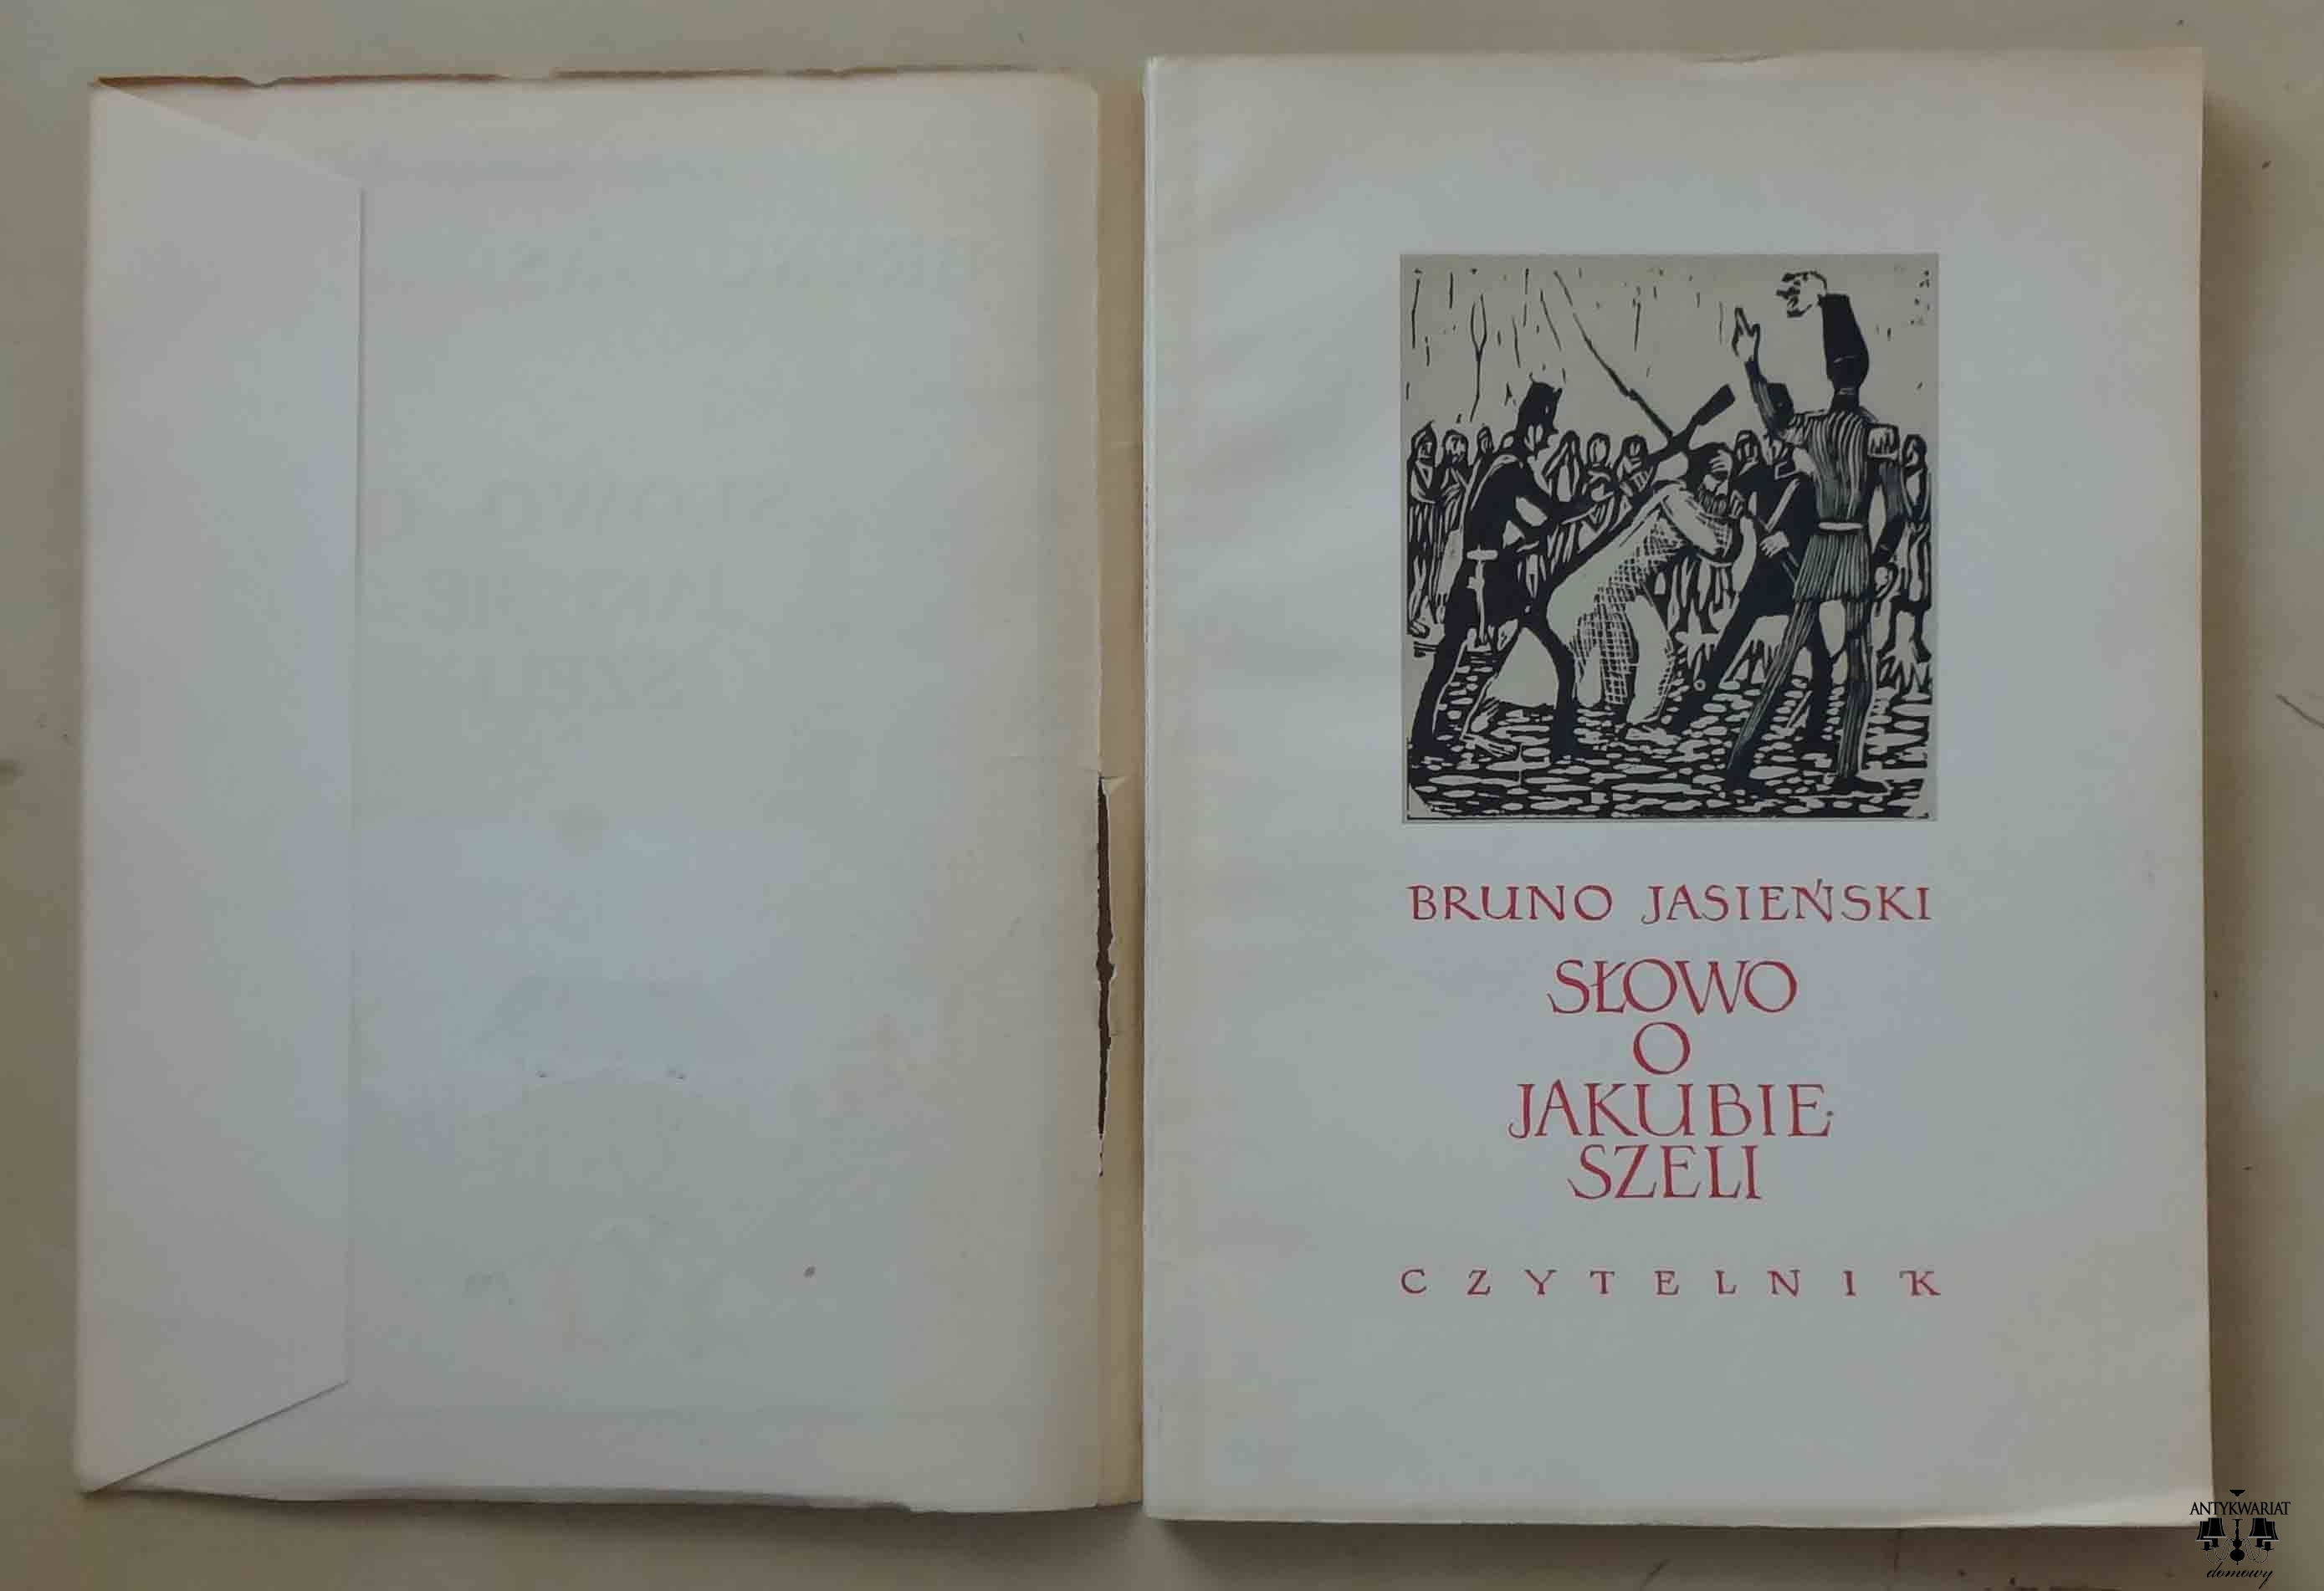 BRUNO JASIEŃSKI
SŁOWO
O
JAKUBIE
SZELI
CZYTELNIK
ANTYKWARIAT
domowy